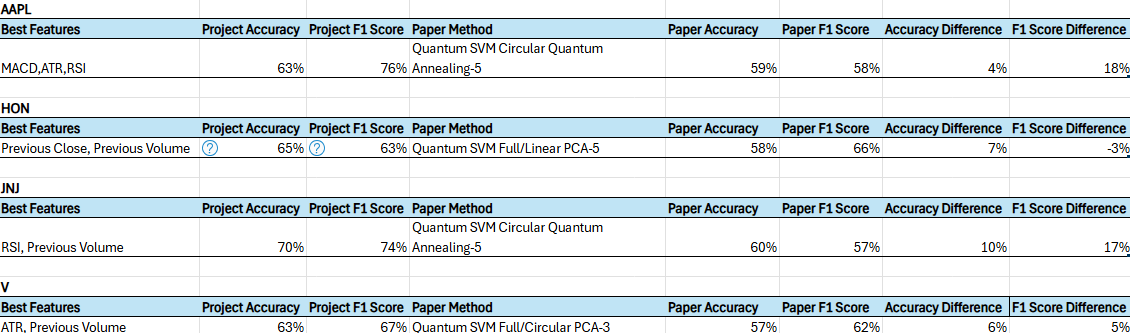 AAPL
Best Features Project Accuracy Project F1 Score Paper Method Paper Accuracy Paper F1 Score Accuracy Difference F1 Score Difference
Quantum SVM Circular Quantum
MACD,ATR,RSI 63% 76% Annealing-5 59% 58% 4% 18%
HON
Best Features Project Accuracy Project F1 Score Paper Method Paper Accuracy Paper F1 Score Accuracy Difference F1 Score Difference
Previous Close, Previous Volume ? 65% ? 63% Quantum SVM Full/Linear PCA-5 58% 66% 7% -3%
JNJ
Best Features Project Accuracy Project F1 Score Paper Method Paper Accuracy Paper F1 Score Accuracy Difference F1 Score Difference
Quantum SVM Circular Quantum
RSI, Previous Volume 70% 74% Annealing-5 60% 57% 10% 17%
V
Best Features Project Accuracy Project F1 Score Paper Method Paper Accuracy Paper F1 Score Accuracy Difference F1 Score Difference
ATR, Previous Volume 63% 67% Quantum SVM Full/Circular PCA-3 57% 62% 6% 5%